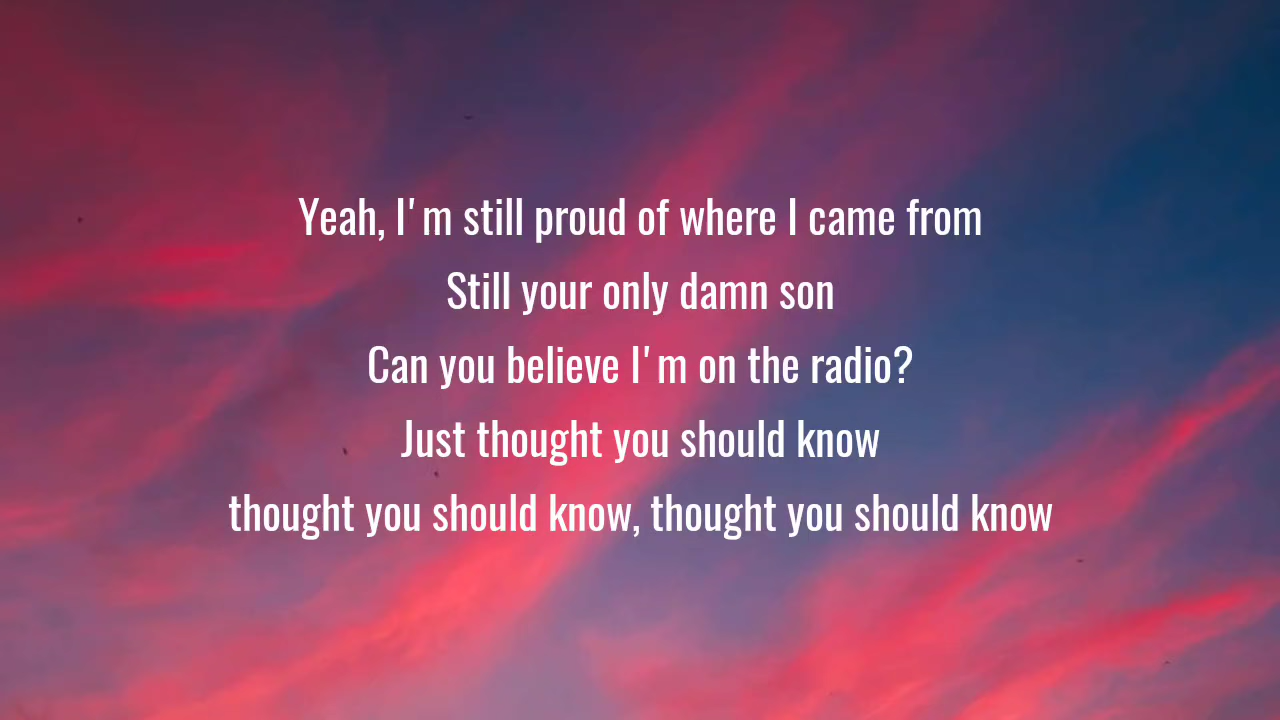 Yeah, I'm still proud of where I came from
Still your only damn son
Can you believe I'm on the radio?
Just thought you should know
thought you should know, thought you should know